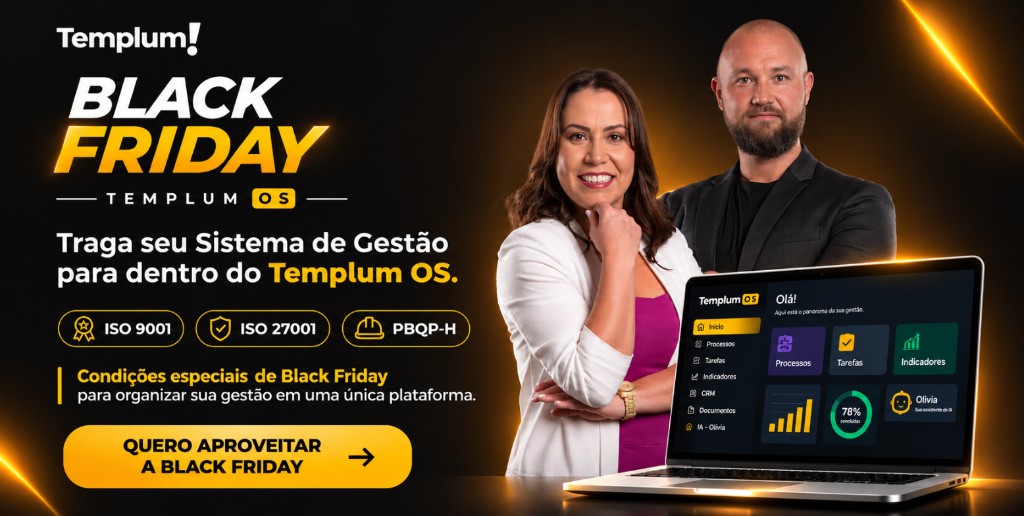 Templum!
BLACK
FRIDAY
TEMPLUM OS
Traga seu Sistema de Gestão
para dentro do Templum OS.
ISO 9001
ISO 27001
PBQP-H
Condições especiais de Black Friday
para organizar sua gestão em uma única plataforma.
QUERO APROVEITAR
A BLACK FRIDAY
Templum OS
Início
Processos
Tarefas
Indicadores
CRM
Documentos
IA - Olivia
Olá!
Aqui está o panorama da sua gestão.
Processos
Tarefas
Indicadores
78%
concluídas
Olivia
Sua assistente de IA